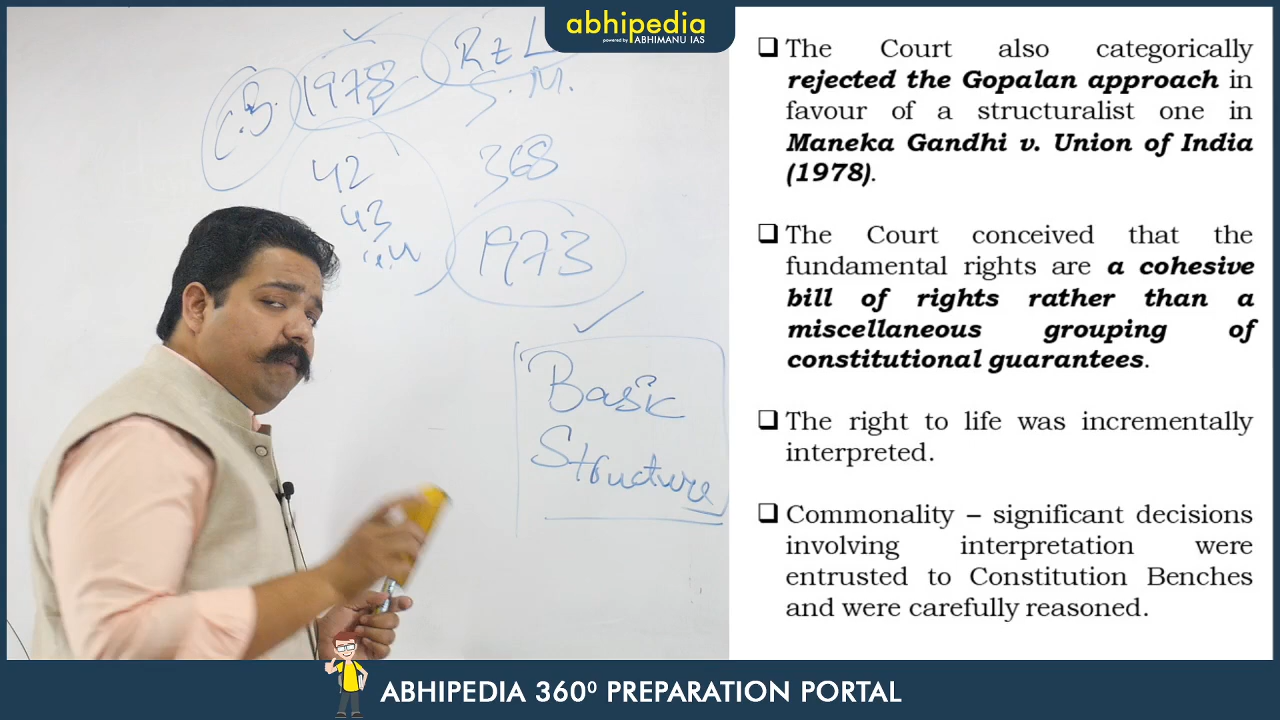 abhipedia
powered by ABHIMANU IAS
C.B. 1978 R t L
S.M.
42
43
368
1973
Basic
Structure
❑ The Court also categorically
rejected the Gopalan approach in
favour of a structuralist one in
Maneka Gandhi v. Union of India
(1978).
❑ The Court conceived that the
fundamental rights are a cohesive
bill of rights rather than a
miscellaneous grouping of
constitutional guarantees.
❑ The right to life was incrementally
interpreted.
❑ Commonality – significant decisions
involving interpretation were
entrusted to Constitution Benches
and were carefully reasoned.
ABHIPEDIA 360⁰ PREPARATION PORTAL